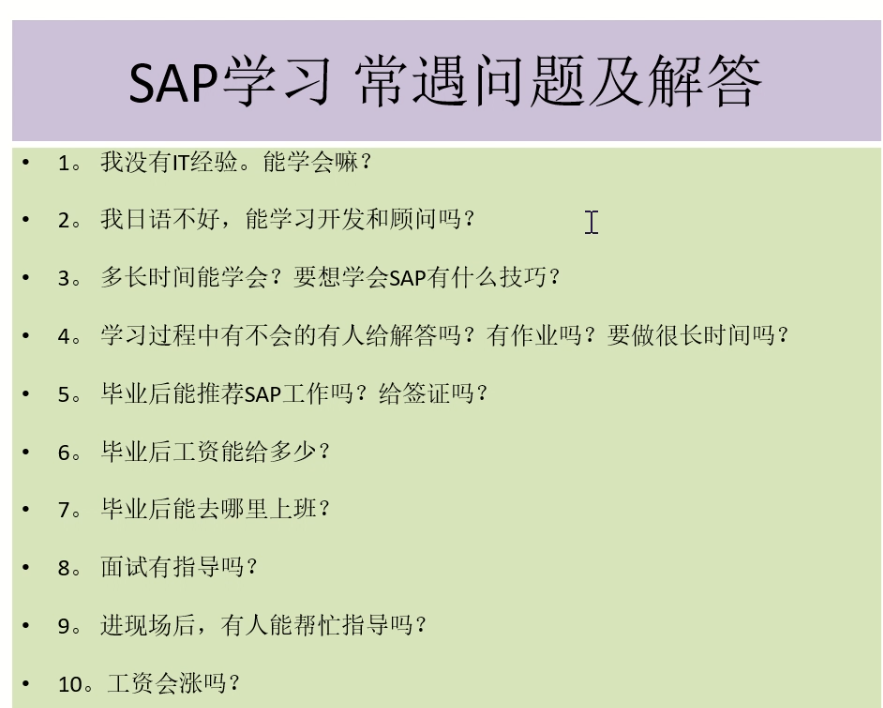 SAP学习 常遇问题及解答
• 1。 我没有IT经验。能学会嘛？
• 2。 我日语不好，能学习开发和顾问吗？
• 3。 多长时间能学会？要想学会SAP有什么技巧？
• 4。 学习过程中有不会的有人给解答吗？有作业吗？要做很长时间吗？
• 5。 毕业后能推荐SAP工作吗？给签证吗？
• 6。 毕业后工资能给多少？
• 7。 毕业后能去哪里上班？
• 8。 面试有指导吗？
• 9。 进现场后，有人能帮忙指导吗？
• 10。工资会涨吗？